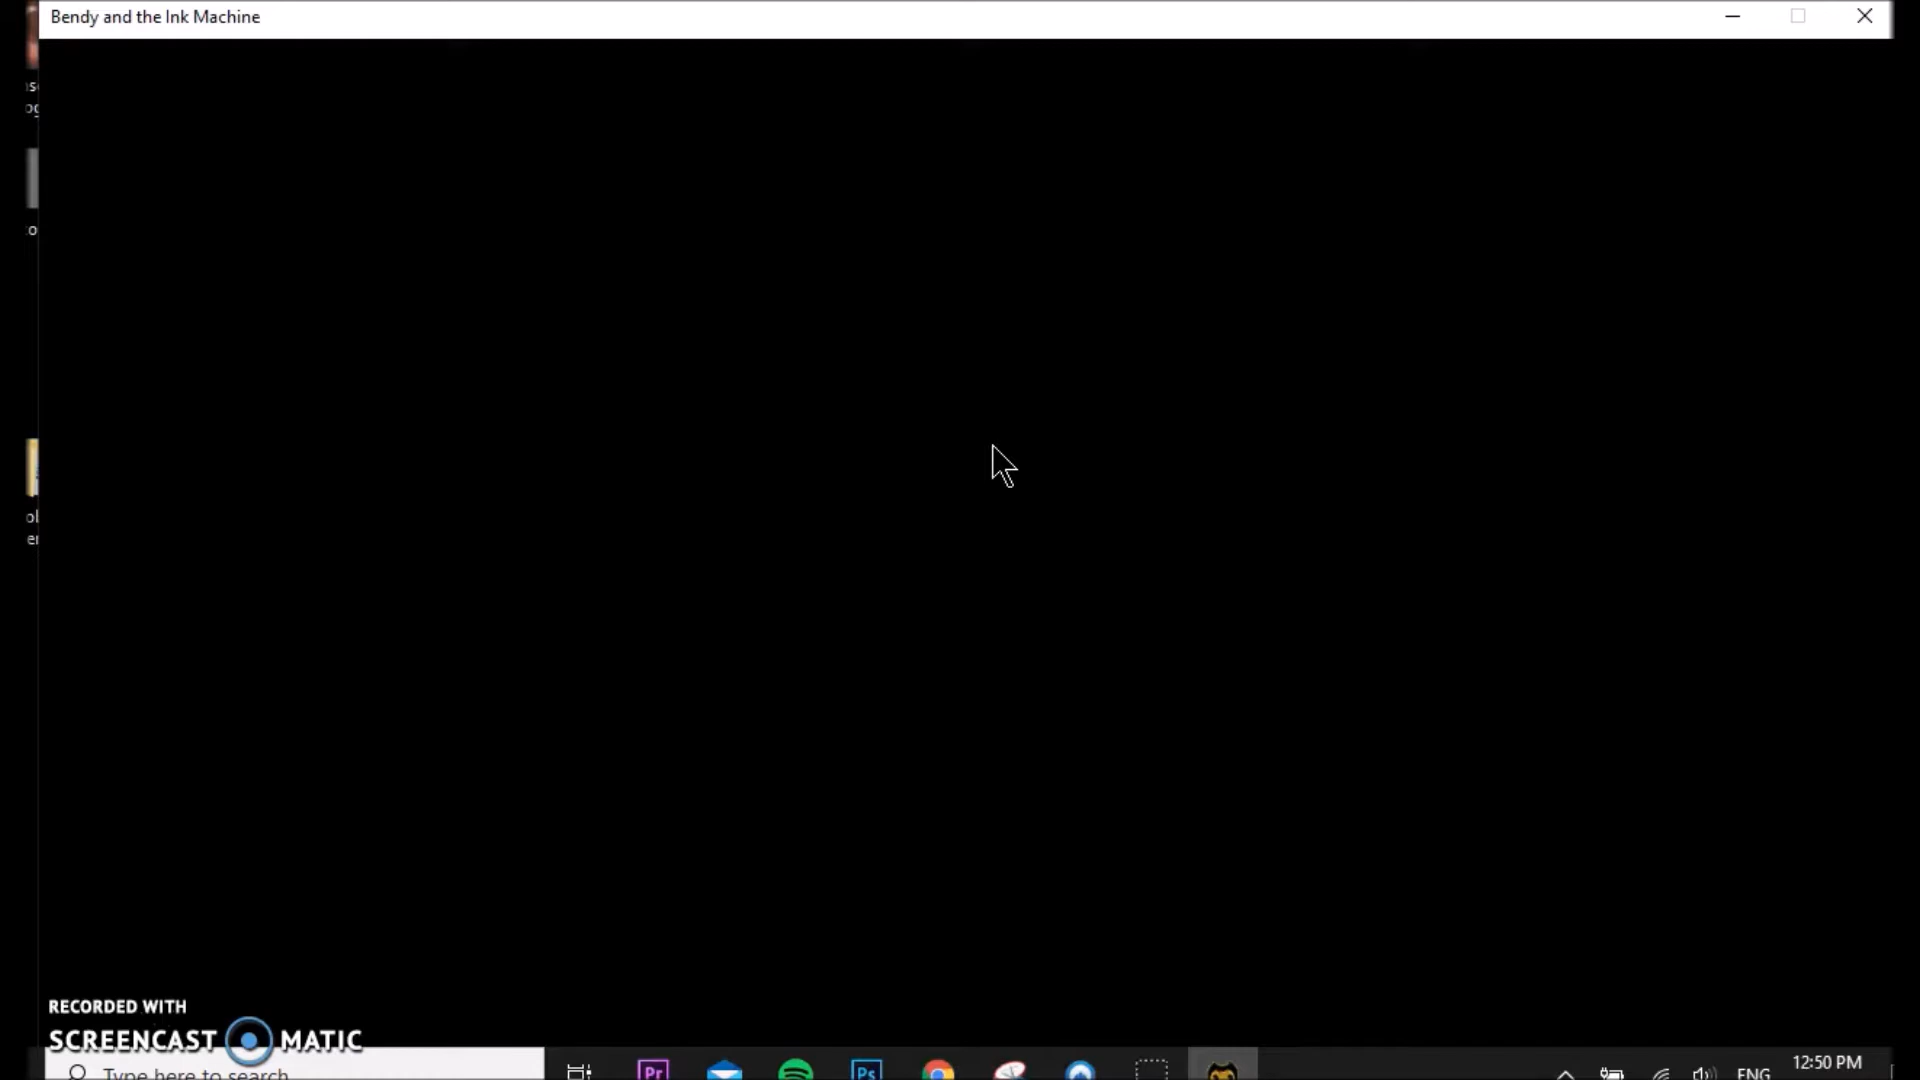 Bendy and the Ink Machine
RECORDED WITH
SCREENCAST MATIC
Type here to search
Pr
Ps
ENG
12:50 PM